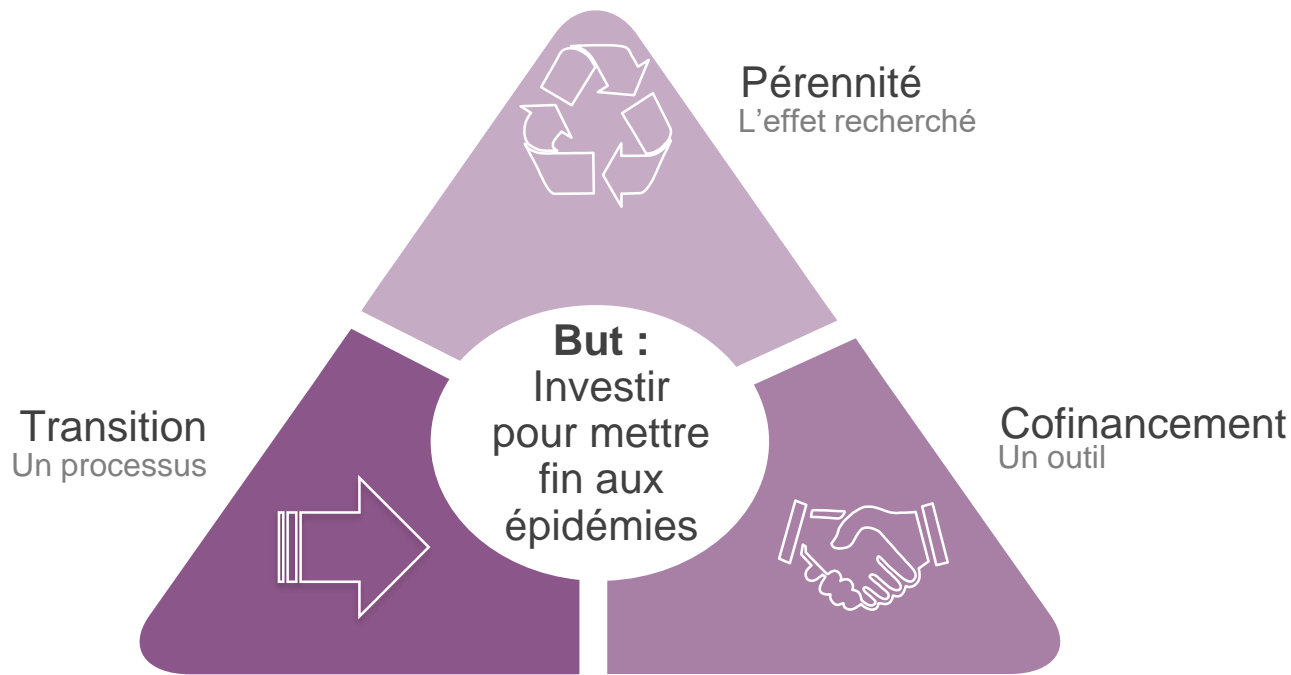 Pérennité
L'effet recherché
But :
Investir
pour mettre
fin aux
épidémies
Transition
Un processus
Cofinancement
Un outil